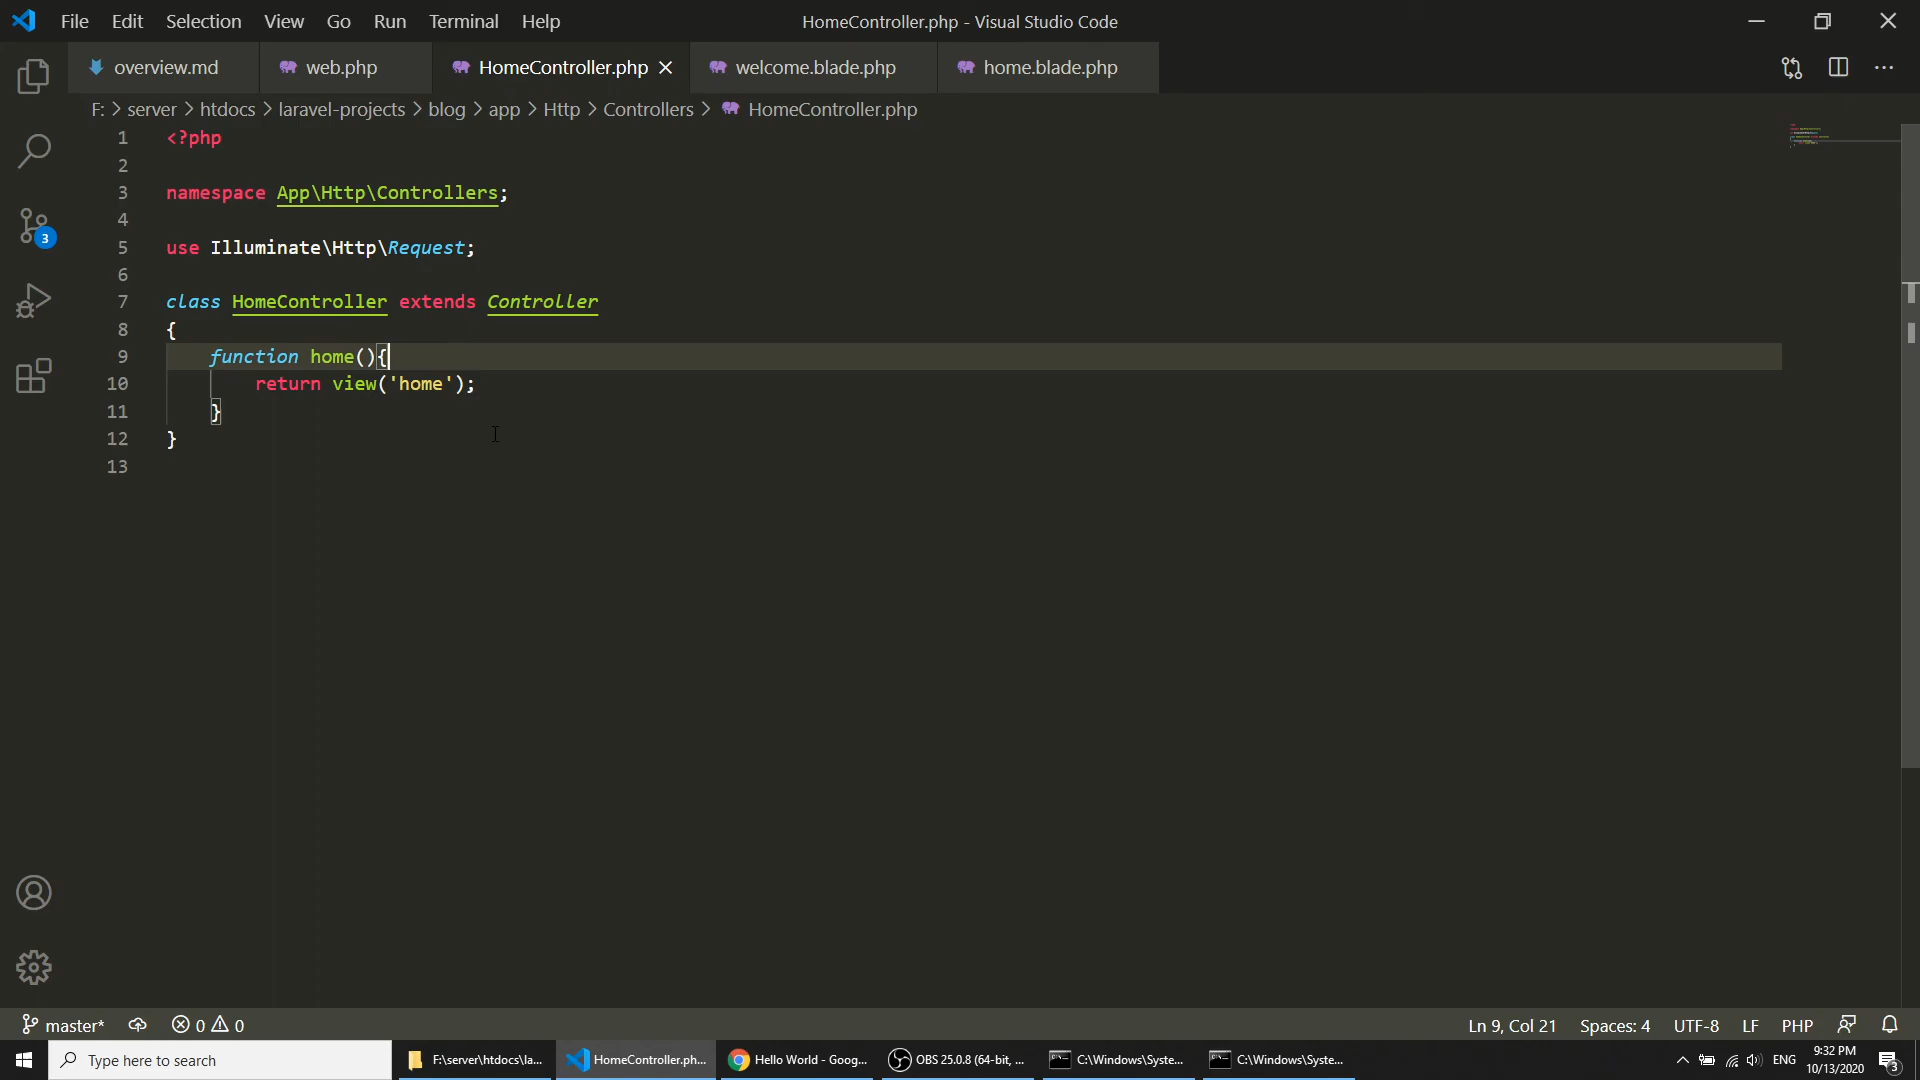 File Edit Selection View Go Run Terminal Help
HomeController.php - Visual Studio Code
overview.md web.php HomeController.php welcome.blade.php home.blade.php
F: > server > htdocs > laravel-projects > blog > app > Http > Controllers > HomeController.php
1 <?php
2
3 namespace App\Http\Controllers;
4
5 use Illuminate\Http\Request;
6
7 class HomeController extends Controller
8 {
9 function home(){
10 return view('home');
11 }
12 }
13
3
master* 0 0
Ln 9, Col 21 Spaces: 4 UTF-8 LF PHP
Type here to search
F:\server\htdocs\la...
HomeController.ph...
Hello World - Goog...
OBS 25.0.8 (64-bit, ...
C:\Windows\Syste...
C:\Windows\Syste...
ENG
9:32 PM
10/13/2020
3